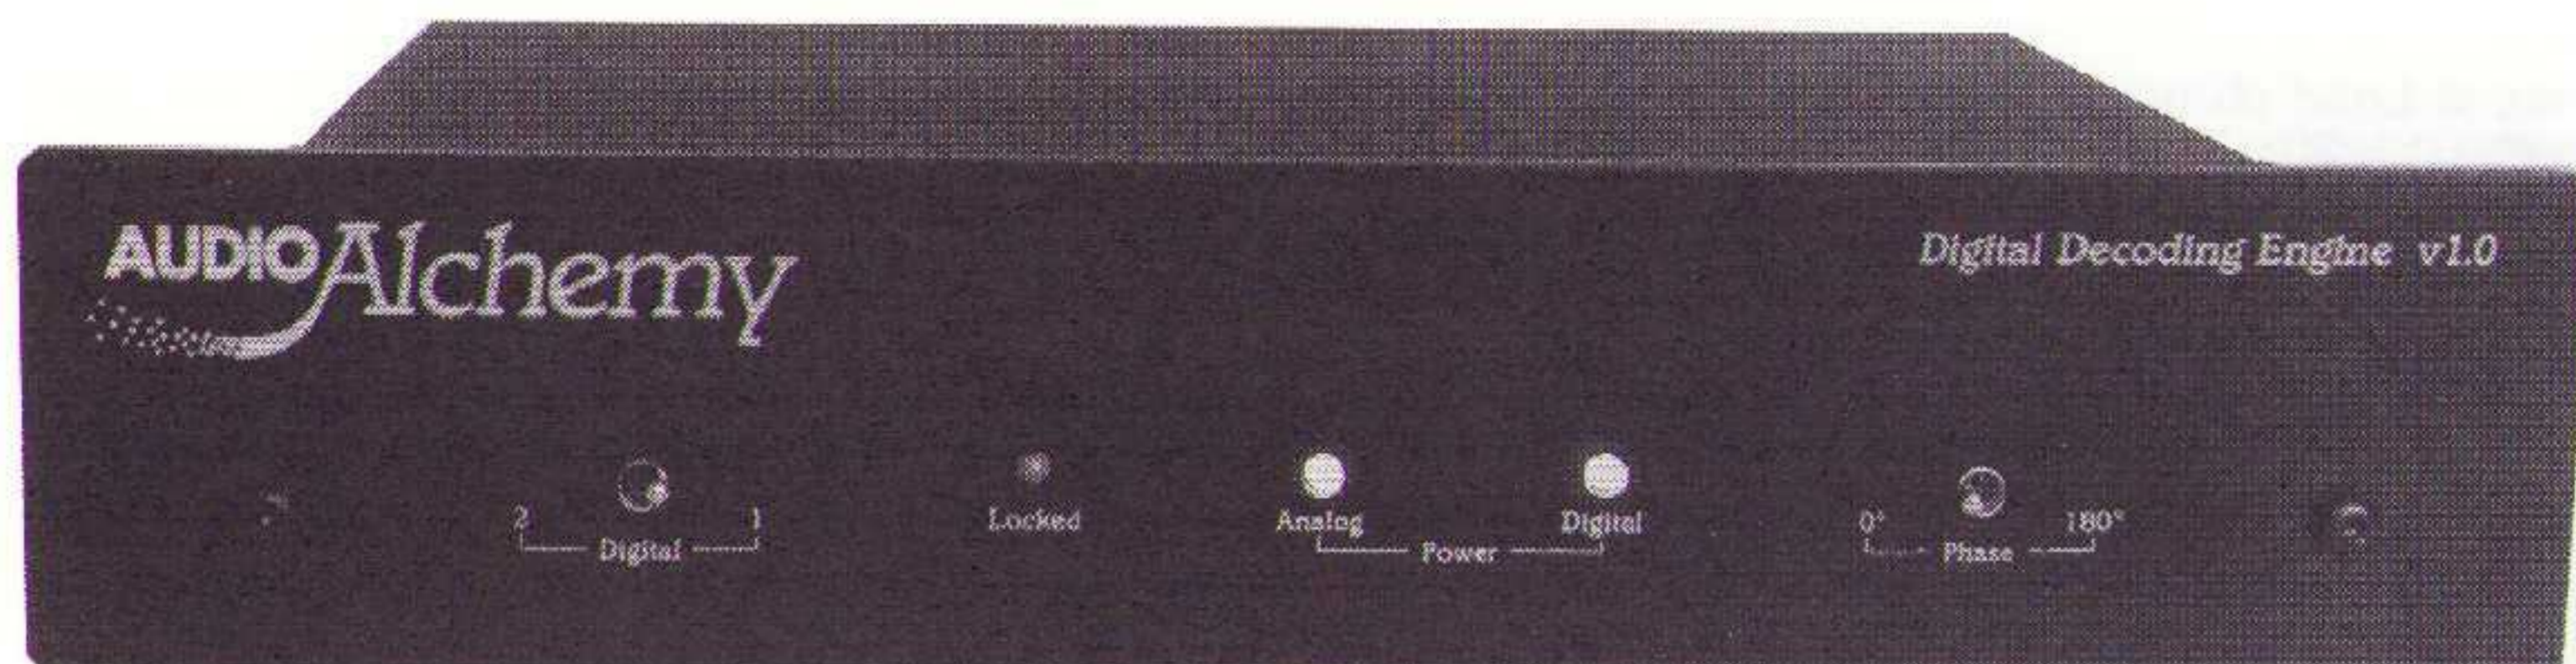 AUDIO Alchemy
Digital Decoding Engine v1.0
2 1
Digital
Locked
Analog Digital
Power
0° 180°
Phase